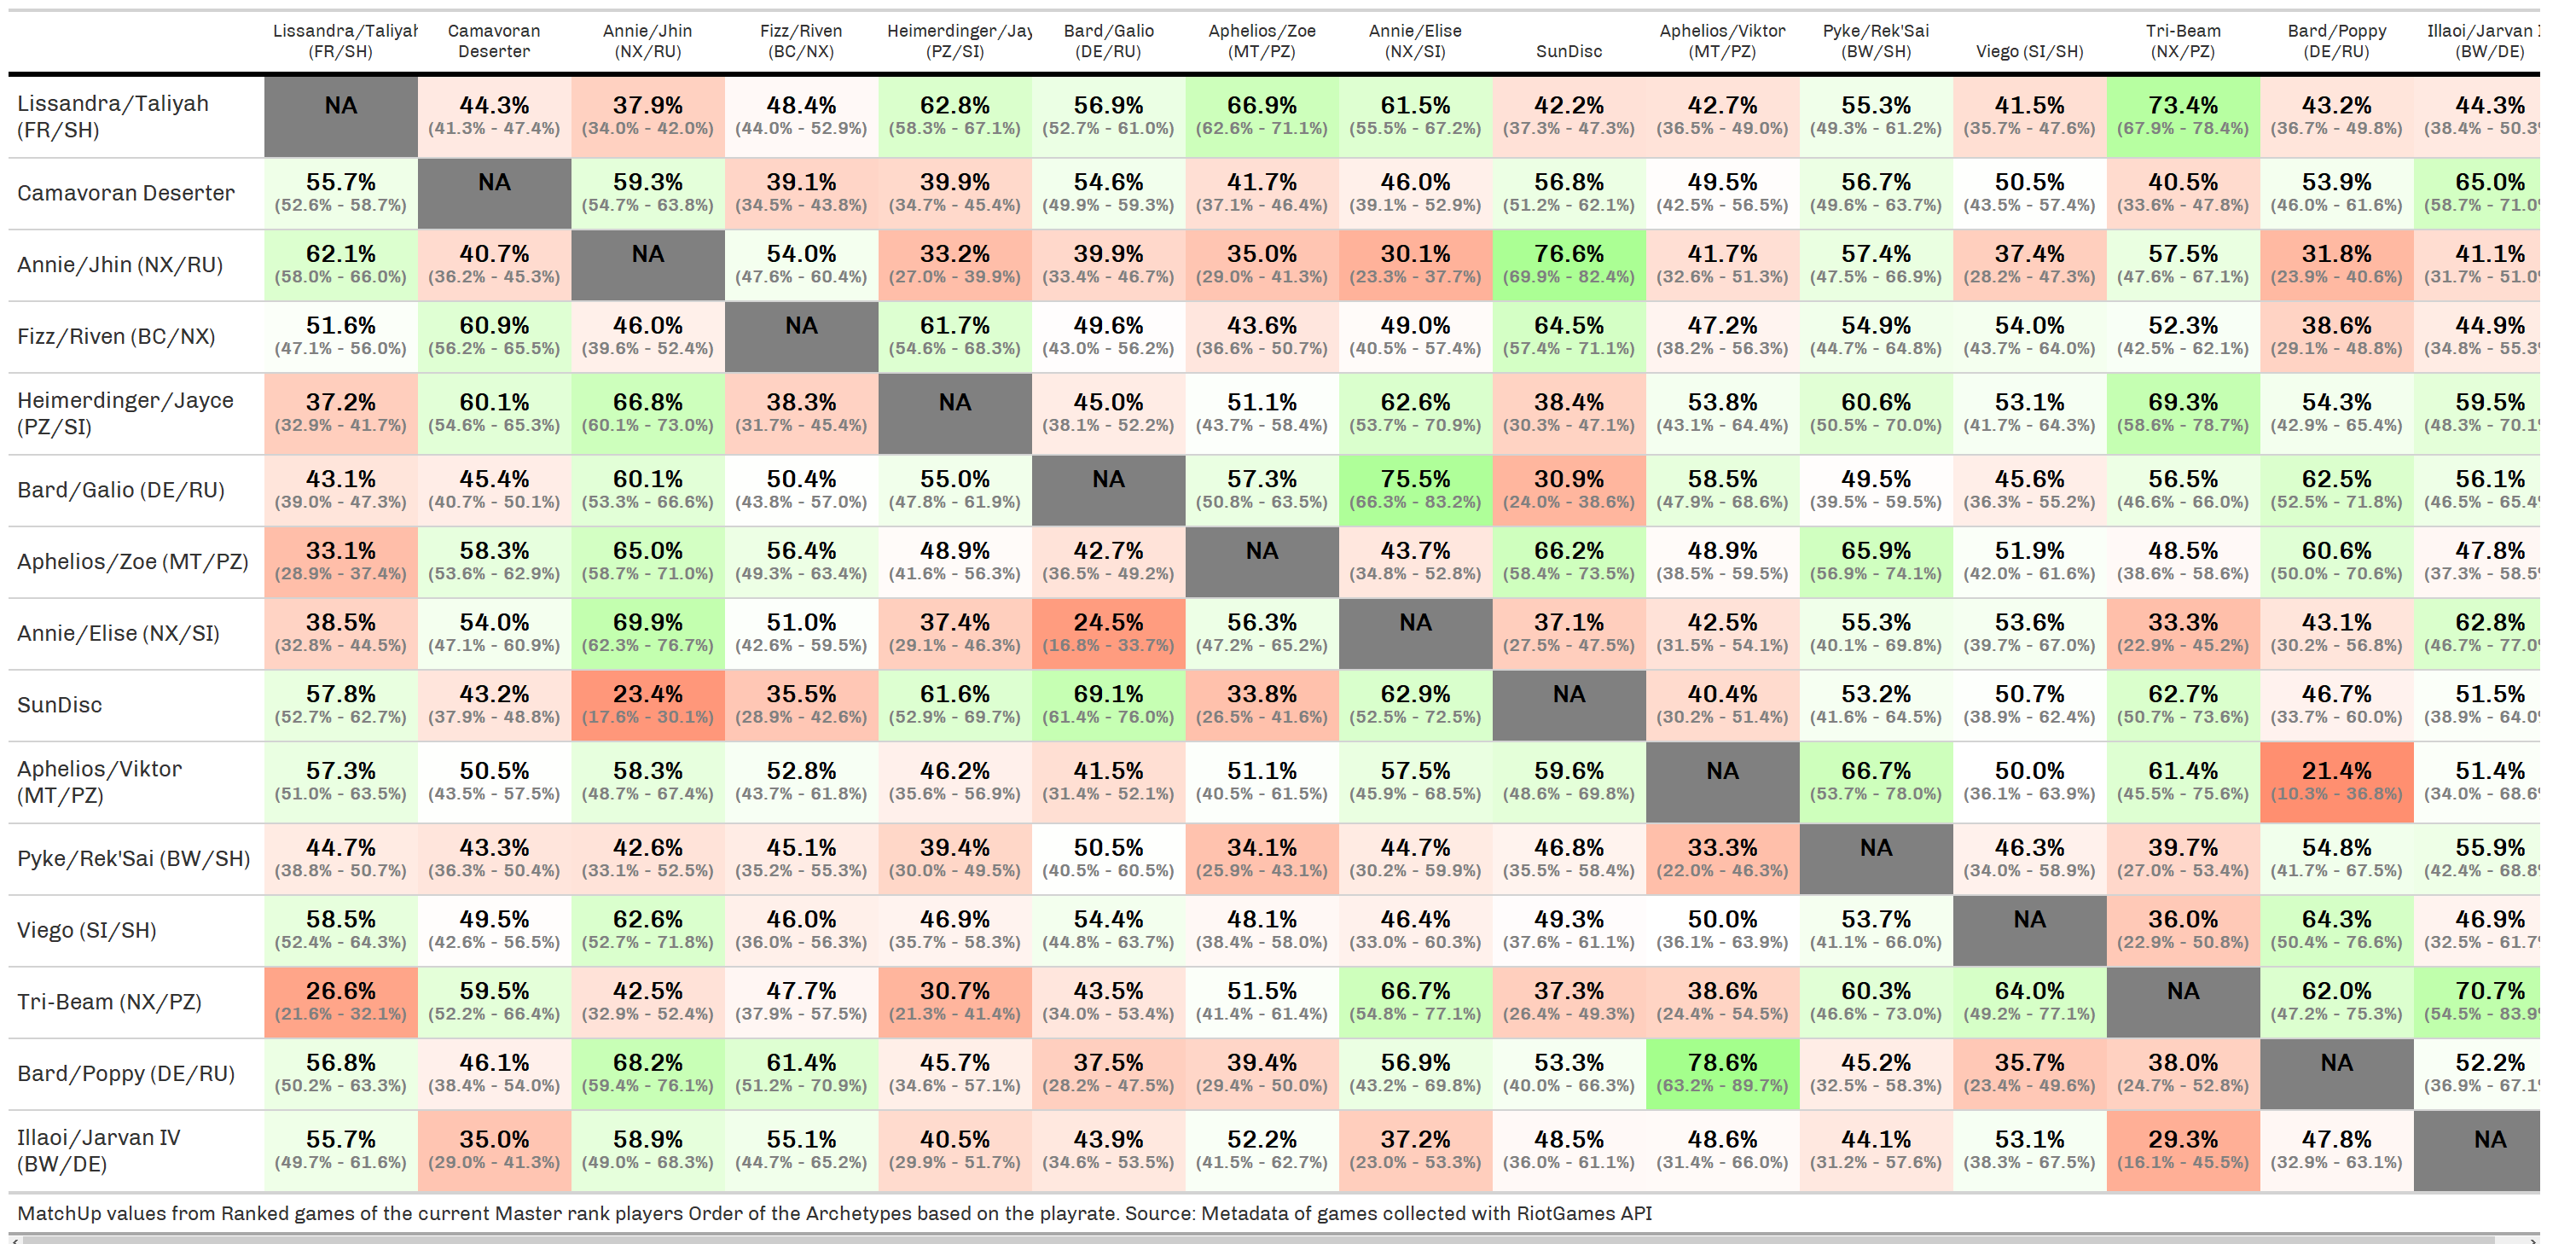 Lissandra/Taliyah Camavoran Annie/Jhin Fizz/Riven Heimerdinger/Jay Bard/Galio Aphelios/Zoe Annie/Elise Aphelios/Viktor Pyke/Rek'Sai Tri-Beam Bard/Poppy Illaoi/Jarvan I
(FR/SH) Deserter (NX/RU) (BC/NX) (PZ/SI) (DE/RU) (MT/PZ) (NX/SI) SunDisc (MT/PZ) (BW/SH) Viego (SI/SH) (NX/PZ) (DE/RU) (BW/DE)
Lissandra/Taliyah NA 44.3% 37.9% 48.4% 62.8% 56.9% 66.9% 61.5% 42.2% 42.7% 55.3% 41.5% 73.4% 43.2% 44.3%
(FR/SH) (41.3% - 47.4%) (34.0% - 42.0%) (44.0% - 52.9%) (58.3% - 67.1%) (52.7% - 61.0%) (62.6% - 71.1%) (55.5% - 67.2%) (37.3% - 47.3%) (36.5% - 49.0%) (49.3% - 61.2%) (35.7% - 47.6%) (67.9% - 78.4%) (36.7% - 49.8%) (38.4% - 50.3%
Camavoran Deserter 55.7% NA 59.3% 39.1% 39.9% 54.6% 41.7% 46.0% 56.8% 49.5% 56.7% 50.5% 40.5% 53.9% 65.0%
(52.6% - 58.7%) (54.7% - 63.8%) (34.5% - 43.8%) (34.7% - 45.4%) (49.9% - 59.3%) (37.1% - 46.4%) (39.1% - 52.9%) (51.2% - 62.1%) (42.5% - 56.5%) (49.6% - 63.7%) (43.5% - 57.4%) (33.6% - 47.8%) (46.0% - 61.6%) (58.7% - 71.0%
Annie/Jhin (NX/RU) 62.1% 40.7% NA 54.0% 33.2% 39.9% 35.0% 30.1% 76.6% 41.7% 57.4% 37.4% 57.5% 31.8% 41.1%
(58.0% - 66.0%) (36.2% - 45.3%) (47.6% - 60.4%) (27.0% - 39.9%) (33.4% - 46.7%) (29.0% - 41.3%) (23.3% - 37.7%) (69.9% - 82.4%) (32.6% - 51.3%) (47.5% - 66.9%) (28.2% - 47.3%) (47.6% - 67.1%) (23.9% - 40.6%) (31.7% - 51.0%
Fizz/Riven (BC/NX) 51.6% 60.9% 46.0% NA 61.7% 49.6% 43.6% 49.0% 64.5% 47.2% 54.9% 54.0% 52.3% 38.6% 44.9%
(47.1% - 56.0%) (56.2% - 65.5%) (39.6% - 52.4%) (54.6% - 68.3%) (43.0% - 56.2%) (36.6% - 50.7%) (40.5% - 57.4%) (57.4% - 71.1%) (38.2% - 56.3%) (44.7% - 64.8%) (43.7% - 64.0%) (42.5% - 62.1%) (29.1% - 48.8%) (34.8% - 55.3%
Heimerdinger/Jayce 37.2% 60.1% 66.8% 38.3% NA 45.0% 51.1% 62.6% 38.4% 53.8% 60.6% 53.1% 69.3% 54.3% 59.5%
(PZ/SI) (32.9% - 41.7%) (54.6% - 65.3%) (60.1% - 73.0%) (31.7% - 45.4%) (38.1% - 52.2%) (43.7% - 58.4%) (53.7% - 70.9%) (30.3% - 47.1%) (43.1% - 64.4%) (50.5% - 70.0%) (41.7% - 64.3%) (58.6% - 78.7%) (42.9% - 65.4%) (48.3% - 70.1%
Bard/Galio (DE/RU) 43.1% 45.4% 60.1% 50.4% 55.0% NA 57.3% 75.5% 30.9% 58.5% 49.5% 45.6% 56.5% 62.5% 56.1%
(39.0% - 47.3%) (40.7% - 50.1%) (53.3% - 66.6%) (43.8% - 57.0%) (47.8% - 61.9%) (50.8% - 63.5%) (66.3% - 83.2%) (24.0% - 38.6%) (47.9% - 68.6%) (39.5% - 59.5%) (36.3% - 55.2%) (46.6% - 66.0%) (52.5% - 71.8%) (46.5% - 65.4%
Aphelios/Zoe (MT/PZ) 33.1% 58.3% 65.0% 56.4% 48.9% 42.7% NA 43.7% 66.2% 48.9% 65.9% 51.9% 48.5% 60.6% 47.8%
(28.9% - 37.4%) (53.6% - 62.9%) (58.7% - 71.0%) (49.3% - 63.4%) (41.6% - 56.3%) (36.5% - 49.2%) (34.8% - 52.8%) (58.4% - 73.5%) (38.5% - 59.5%) (56.9% - 74.1%) (42.0% - 61.6%) (38.6% - 58.6%) (50.0% - 70.6%) (37.3% - 58.5%
Annie/Elise (NX/SI) 38.5% 54.0% 69.9% 51.0% 37.4% 24.5% 56.3% NA 37.1% 42.5% 55.3% 53.6% 33.3% 43.1% 62.8%
(32.8% - 44.5%) (47.1% - 60.9%) (62.3% - 76.7%) (42.6% - 59.5%) (29.1% - 46.3%) (16.8% - 33.7%) (47.2% - 65.2%) (27.5% - 47.5%) (31.5% - 54.1%) (40.1% - 69.8%) (39.7% - 67.0%) (22.9% - 45.2%) (30.2% - 56.8%) (46.7% - 77.0%
SunDisc 57.8% 43.2% 23.4% 35.5% 61.6% 69.1% 33.8% 62.9% NA 40.4% 53.2% 50.7% 62.7% 46.7% 51.5%
(52.7% - 62.7%) (37.9% - 48.8%) (17.6% - 30.1%) (28.9% - 42.6%) (52.9% - 69.7%) (61.4% - 76.0%) (26.5% - 41.6%) (52.5% - 72.5%) (30.2% - 51.4%) (41.6% - 64.5%) (38.9% - 62.4%) (50.7% - 73.6%) (33.7% - 60.0%) (38.9% - 64.0%
Aphelios/Viktor 57.3% 50.5% 58.3% 52.8% 46.2% 41.5% 51.1% 57.5% 59.6% NA 66.7% 50.0% 61.4% 21.4% 51.4%
(MT/PZ) (51.0% - 63.5%) (43.5% - 57.5%) (48.7% - 67.4%) (43.7% - 61.8%) (35.6% - 56.9%) (31.4% - 52.1%) (40.5% - 61.5%) (45.9% - 68.5%) (48.6% - 69.8%) (53.7% - 78.0%) (36.1% - 63.9%) (45.5% - 75.6%) (10.3% - 36.8%) (34.0% - 68.6%
Pyke/Rek'Sai (BW/SH) 44.7% 43.3% 42.6% 45.1% 39.4% 50.5% 34.1% 44.7% 46.8% 33.3% NA 46.3% 39.7% 54.8% 55.9%
(38.8% - 50.7%) (36.3% - 50.4%) (33.1% - 52.5%) (35.2% - 55.3%) (30.0% - 49.5%) (40.5% - 60.5%) (25.9% - 43.1%) (30.2% - 59.9%) (35.5% - 58.4%) (22.0% - 46.3%) (34.0% - 58.9%) (27.0% - 53.4%) (41.7% - 67.5%) (42.4% - 68.8%
Viego (SI/SH) 58.5% 49.5% 62.6% 46.0% 46.9% 54.4% 48.1% 46.4% 49.3% 50.0% 53.7% NA 36.0% 64.3% 46.9%
(52.4% - 64.3%) (42.6% - 56.5%) (52.7% - 71.8%) (36.0% - 56.3%) (35.7% - 58.3%) (44.8% - 63.7%) (38.4% - 58.0%) (33.0% - 60.3%) (37.6% - 61.1%) (36.1% - 63.9%) (41.1% - 66.0%) (22.9% - 50.8%) (50.4% - 76.6%) (32.5% - 61.7%
Tri-Beam (NX/PZ) 26.6% 59.5% 42.5% 47.7% 30.7% 43.5% 51.5% 66.7% 37.3% 38.6% 60.3% 64.0% NA 62.0% 70.7%
(21.6% - 32.1%) (52.2% - 66.4%) (32.9% - 52.4%) (37.9% - 57.5%) (21.3% - 41.4%) (34.0% - 53.4%) (41.4% - 61.4%) (54.8% - 77.1%) (26.4% - 49.3%) (24.4% - 54.5%) (46.6% - 73.0%) (49.2% - 77.1%) (47.2% - 75.3%) (54.5% - 83.9%
Bard/Poppy (DE/RU) 56.8% 46.1% 68.2% 61.4% 45.7% 37.5% 39.4% 56.9% 53.3% 78.6% 45.2% 35.7% 38.0% NA 52.2%
(50.2% - 63.3%) (38.4% - 54.0%) (59.4% - 76.1%) (51.2% - 70.9%) (34.6% - 57.1%) (28.2% - 47.5%) (29.4% - 50.0%) (43.2% - 69.8%) (40.0% - 66.3%) (63.2% - 89.7%) (32.5% - 58.3%) (23.4% - 49.6%) (24.7% - 52.8%) (36.9% - 67.1%
Illaoi/Jarvan IV 55.7% 35.0% 58.9% 55.1% 40.5% 43.9% 52.2% 37.2% 48.5% 48.6% 44.1% 53.1% 29.3% 47.8% NA
(BW/DE) (49.7% - 61.6%) (29.0% - 41.3%) (49.0% - 68.3%) (44.7% - 65.2%) (29.9% - 51.7%) (34.6% - 53.5%) (41.5% - 62.7%) (23.0% - 53.3%) (36.0% - 61.1%) (31.4% - 66.0%) (31.2% - 57.6%) (38.3% - 67.5%) (16.1% - 45.5%) (32.9% - 63.1%)
MatchUp values from Ranked games of the current Master rank players Order of the Archetypes based on the playrate. Source: Metadata of games collected with RiotGames API